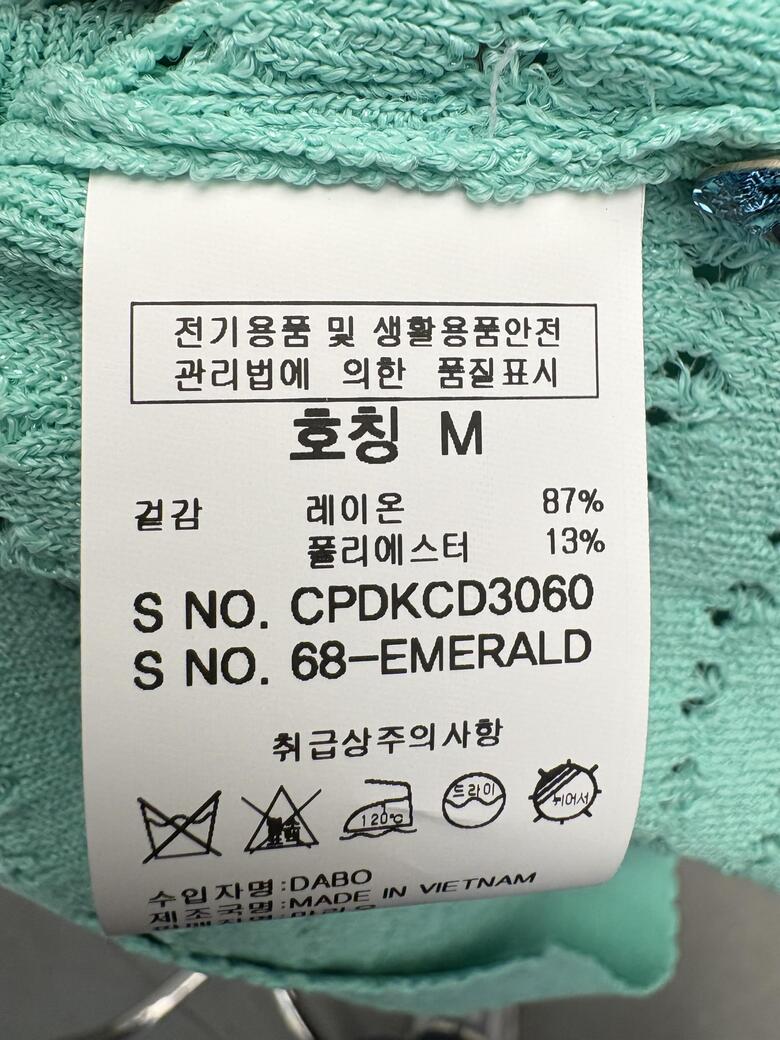 전기용품 및 생활용품안전
관리법에 의한 품질표시
호칭 M
겉감 레이온 87%
폴리에스터 13%
S NO. CPDKCD3060
S NO. 68-EMERALD
취급상주의사항
120℃ 드라이 뉘어서
수입자명:DABO
제조국명:MADE IN VIETNAM